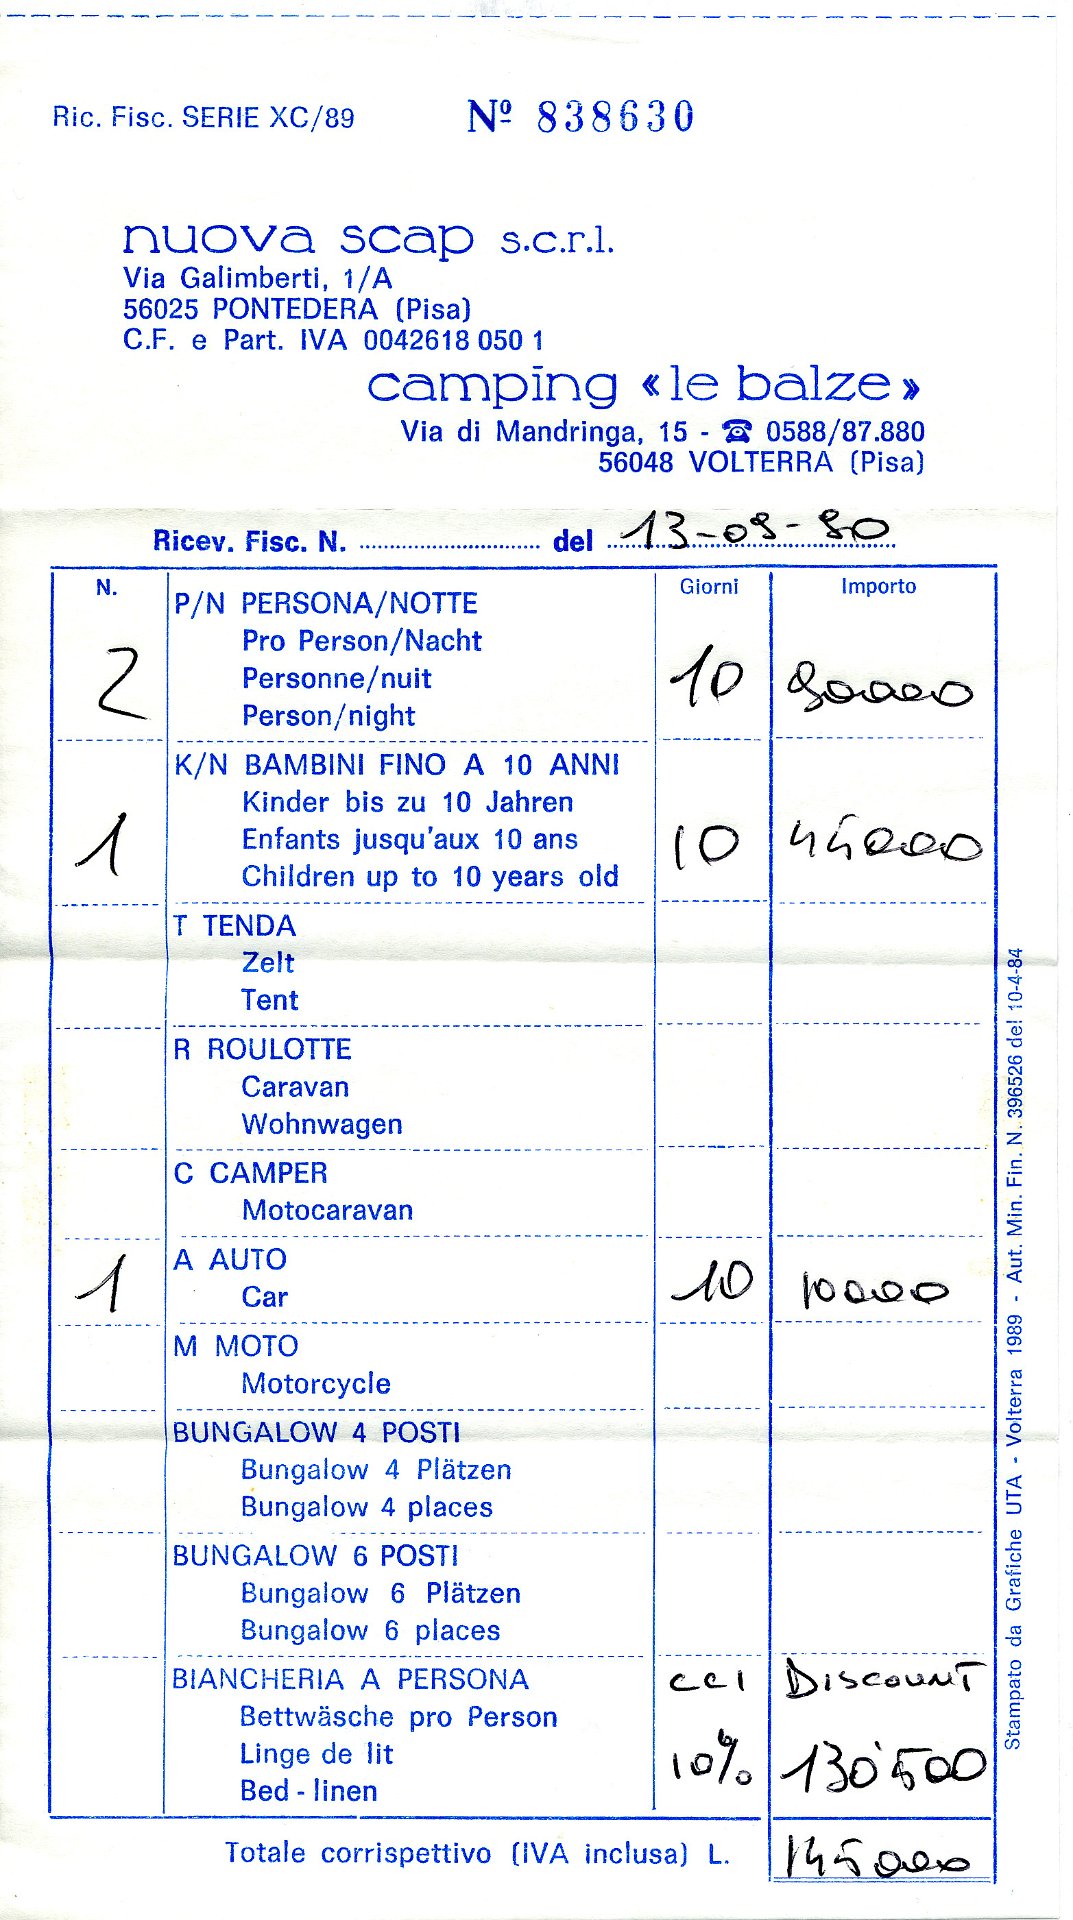 Ric. Fisc. SERIE XC/89 Nº 838630
nuova scap s.c.r.l.
Via Galimberti, 1/A
56025 PONTEDERA (Pisa)
C.F. e Part. IVA 0042618 050 1
camping «le balze»
Via di Mandringa, 15 - ☎ 0588/87.880
56048 VOLTERRA (Pisa)
Ricev. Fisc. N. .............................. del 13-09-90
N. Giorni Importo
P/N PERSONA/NOTTE
Pro Person/Nacht
2 Personne/nuit 10 90000
Person/night
K/N BAMBINI FINO A 10 ANNI
Kinder bis zu 10 Jahren
1 Enfants jusqu'aux 10 ans 10 45000
Children up to 10 years old
T TENDA
Zelt
Tent
R ROULOTTE
Caravan
Wohnwagen
C CAMPER
Motocaravan
A AUTO
1 Car 10 10000
M MOTO
Motorcycle
BUNGALOW 4 POSTI
Bungalow 4 Plätzen
Bungalow 4 places
BUNGALOW 6 POSTI
Bungalow 6 Plätzen
Bungalow 6 places
BIANCHERIA A PERSONA CCI DISCOUNT
Bettwäsche pro Person
Linge de lit 10% 130'500
Bed - linen
Totale corrispettivo (IVA inclusa) L. 145000
Stampato da Grafiche UTA - Volterra 1989 - Aut. Min. Fin. N. 396526 del 10-4-84